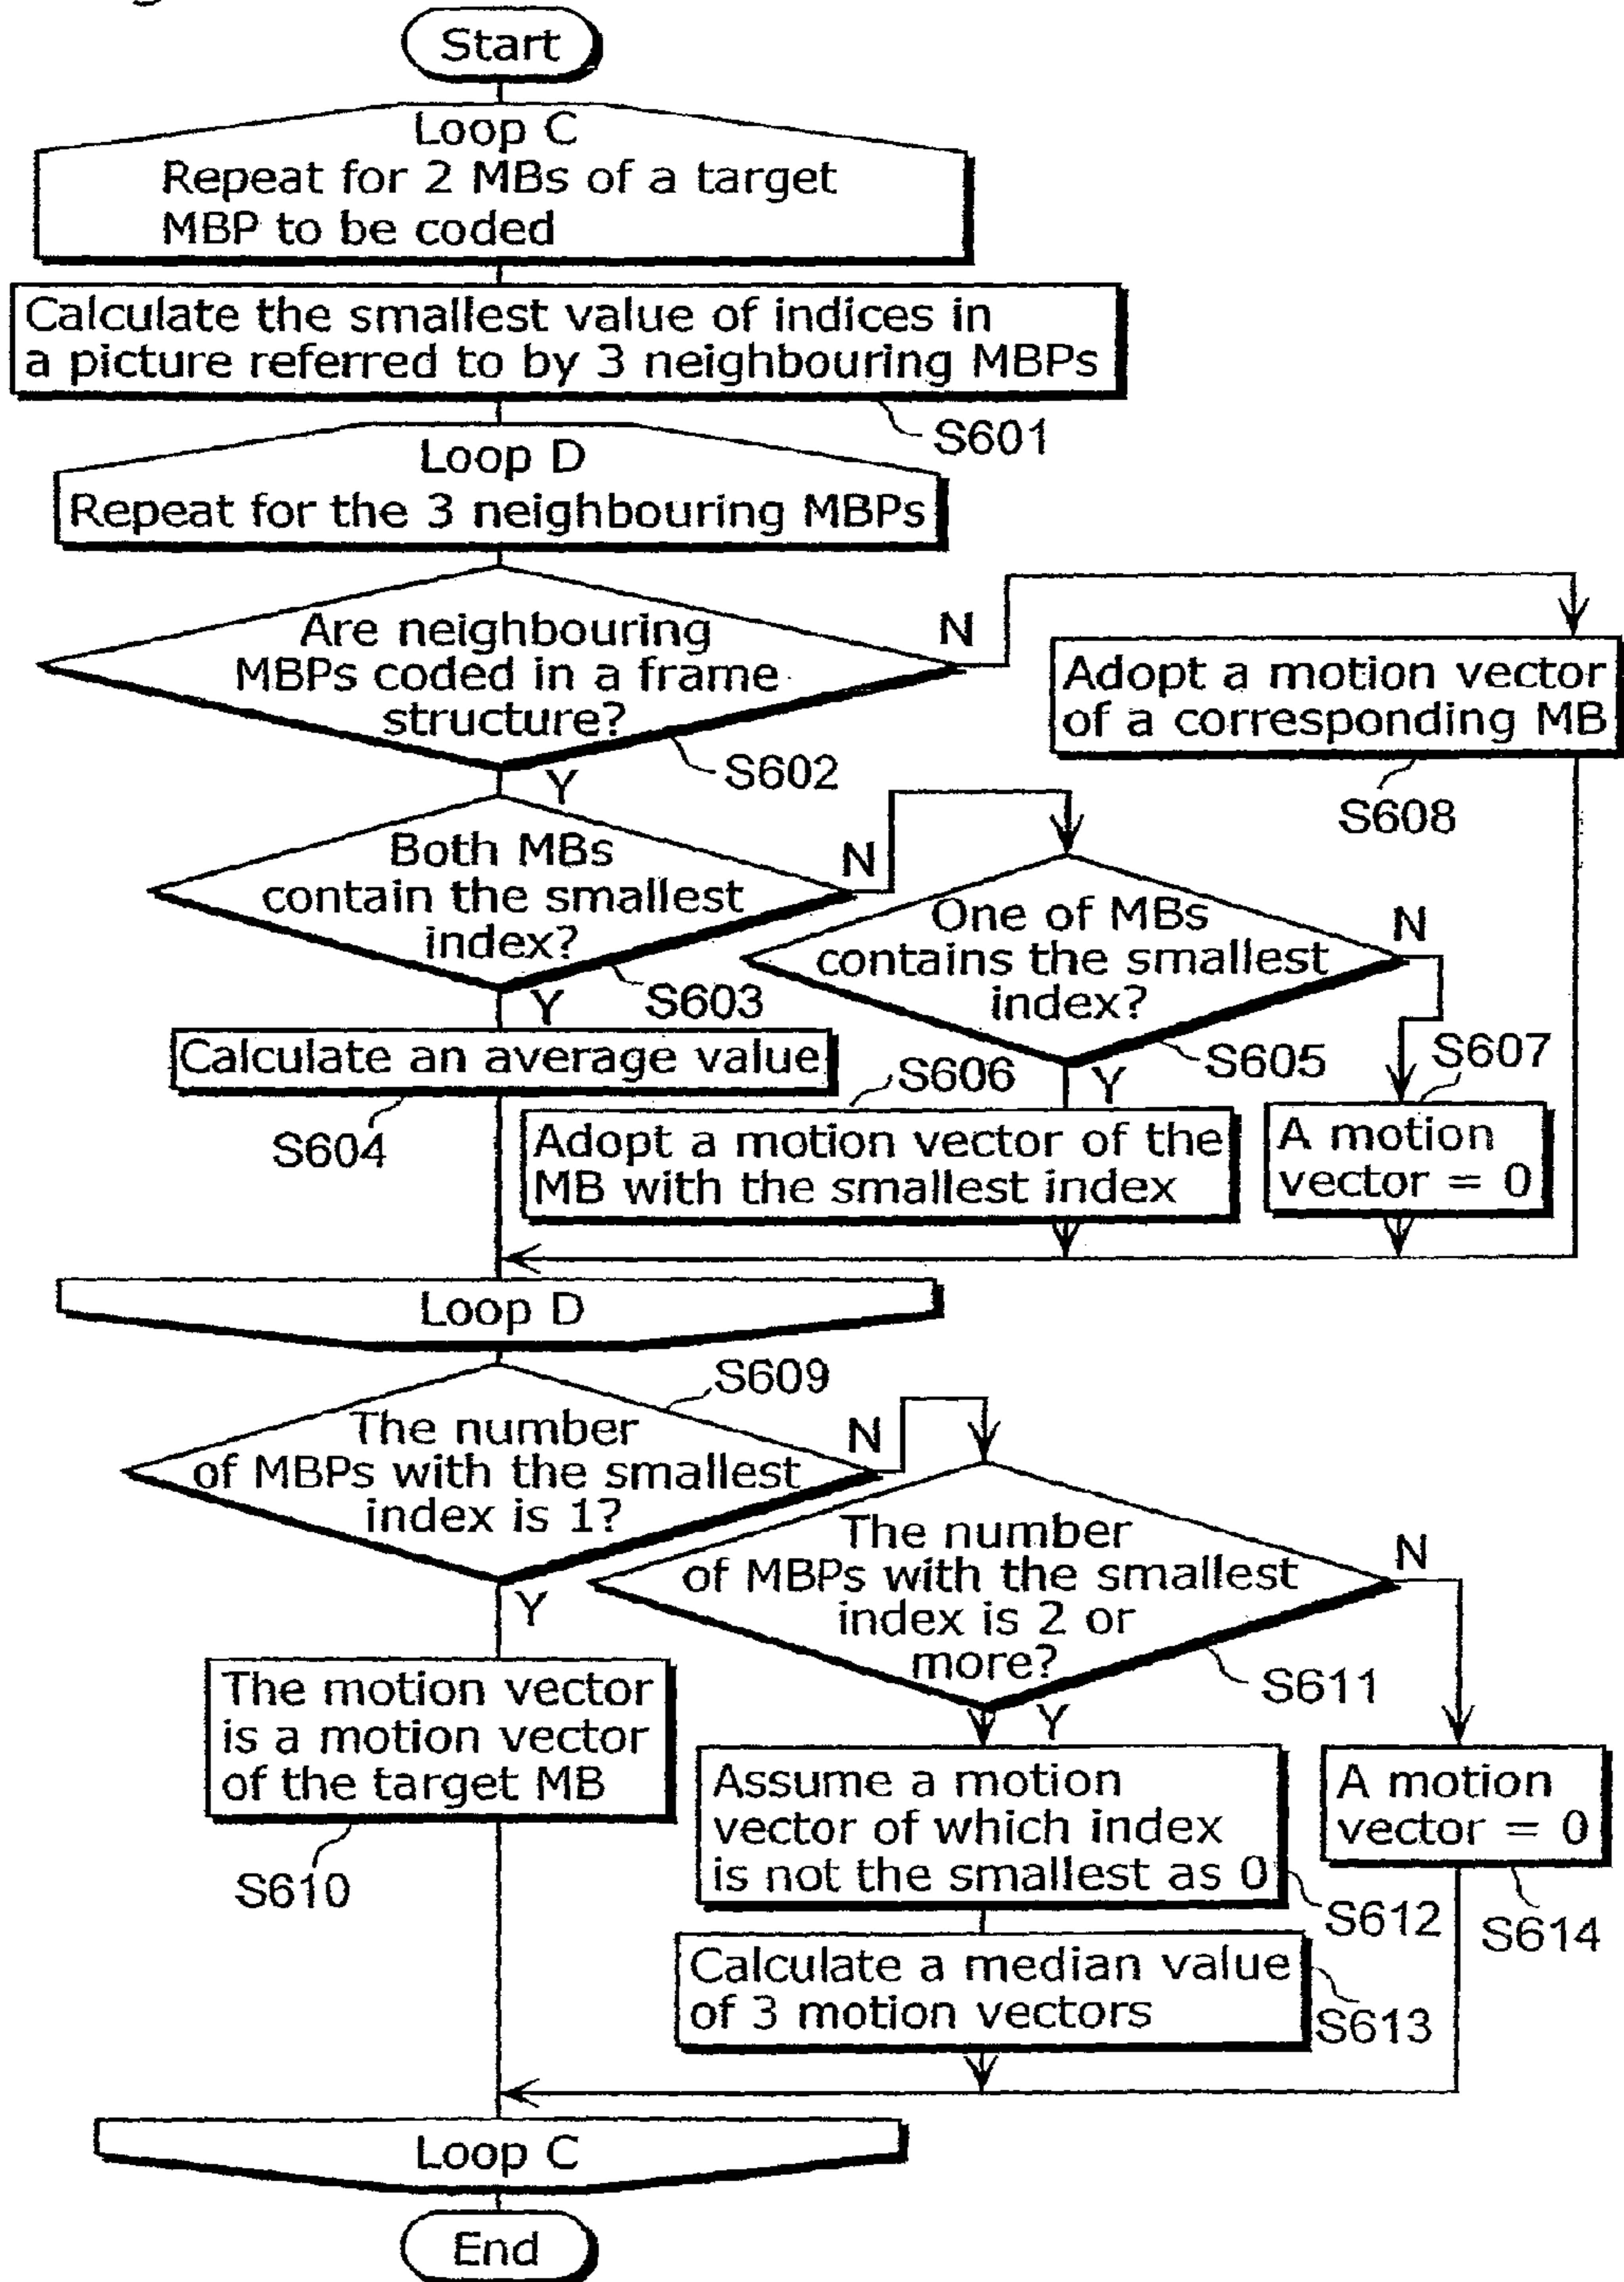 Start
Loop C
Repeat for 2 MBs of a target
MBP to be coded
Calculate the smallest value of indices in
a picture referred to by 3 neighbouring MBPs
S601
Loop D
Repeat for the 3 neighbouring MBPs
Are neighbouring
MBPs coded in a frame
structure?
N
S602
Y
Adopt a motion vector
of a corresponding MB
S608
Both MBs
contain the smallest
index?
N
S603
Y
One of MBs
contains the smallest
index?
N
S605
Y
Calculate an average value
S604
S606
Adopt a motion vector of the
MB with the smallest index
S607
A motion
vector = 0
Loop D
S609
The number
of MBPs with the smallest
index is 1?
N
Y
The number
of MBPs with the smallest
index is 2 or
more?
N
S611
Y
The motion vector
is a motion vector
of the target MB
S610
Assume a motion
vector of which index
is not the smallest as 0
S612
A motion
vector = 0
S614
Calculate a median value
of 3 motion vectors
S613
Loop C
End